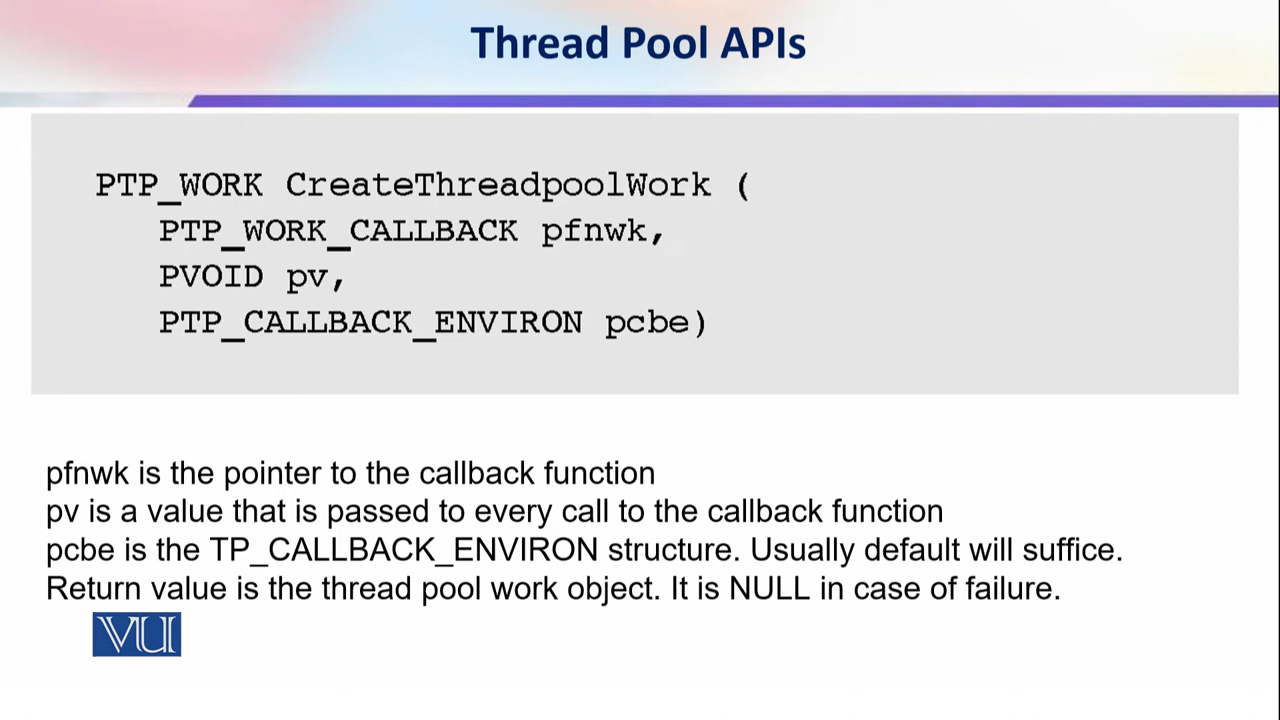 Thread Pool APIs
PTP_WORK CreateThreadpoolWork (
PTP_WORK_CALLBACK pfnwk,
PVOID pv,
PTP_CALLBACK_ENVIRON pcbe)
pfnwk is the pointer to the callback function
pv is a value that is passed to every call to the callback function
pcbe is the TP_CALLBACK_ENVIRON structure. Usually default will suffice.
Return value is the thread pool work object. It is NULL in case of failure.
VU